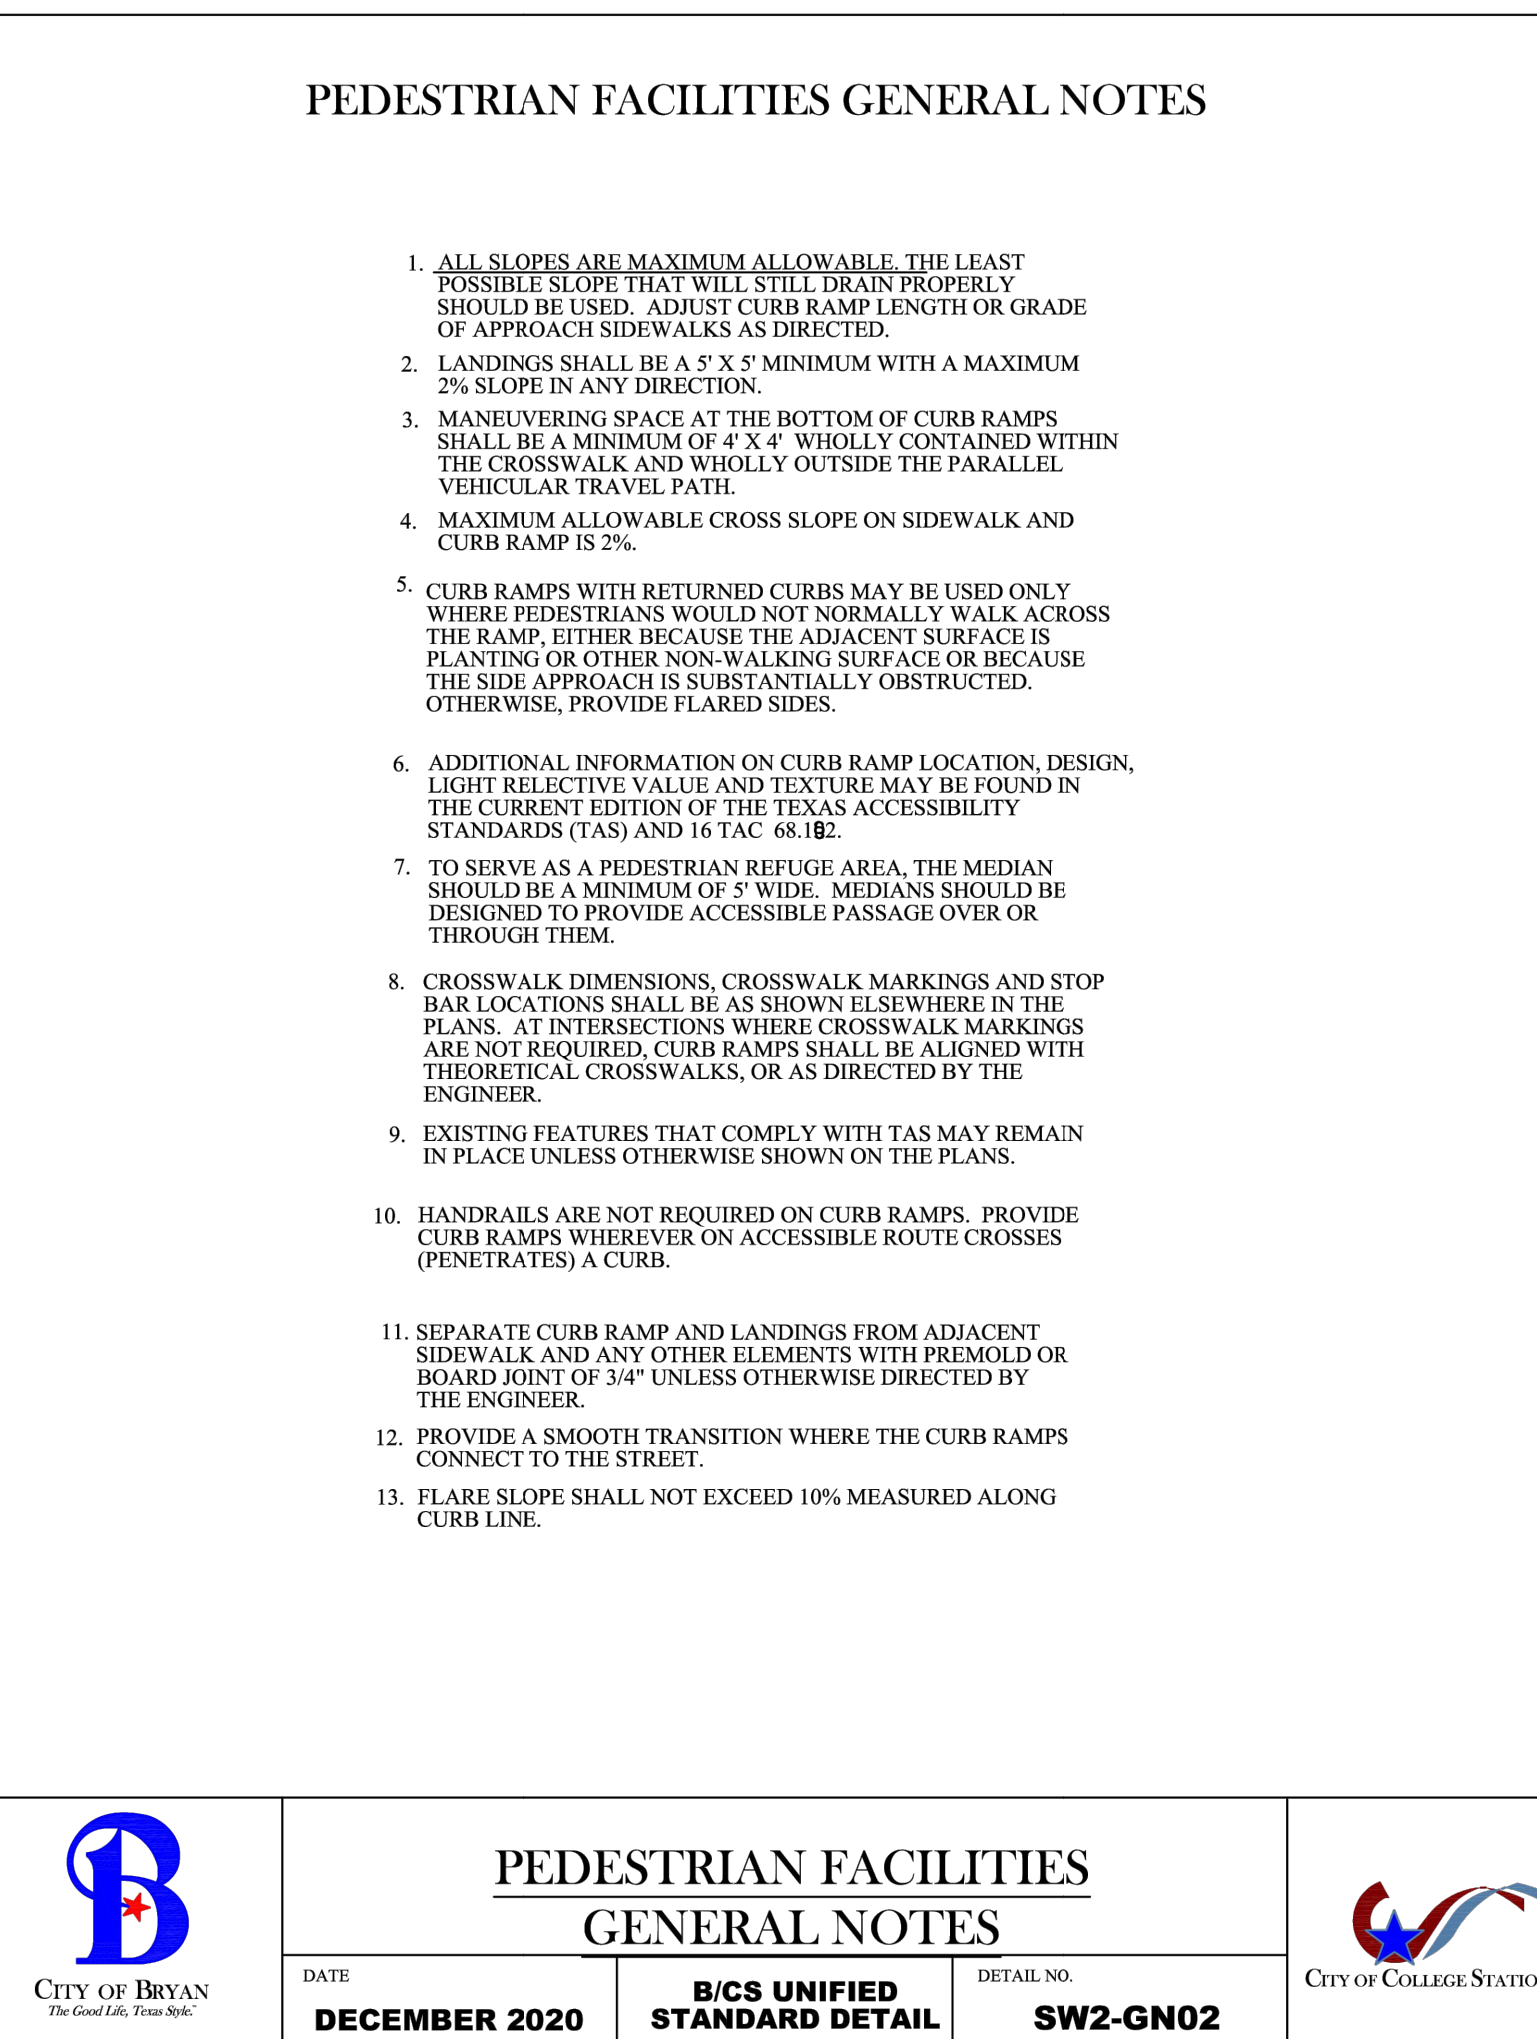 PEDESTRIAN FACILITIES GENERAL NOTES
1. ALL SLOPES ARE MAXIMUM ALLOWABLE. THE LEAST
POSSIBLE SLOPE THAT WILL STILL DRAIN PROPERLY
SHOULD BE USED. ADJUST CURB RAMP LENGTH OR GRADE
OF APPROACH SIDEWALKS AS DIRECTED.
2. LANDINGS SHALL BE A 5' X 5' MINIMUM WITH A MAXIMUM
2% SLOPE IN ANY DIRECTION.
3. MANEUVERING SPACE AT THE BOTTOM OF CURB RAMPS
SHALL BE A MINIMUM OF 4' X 4' WHOLLY CONTAINED WITHIN
THE CROSSWALK AND WHOLLY OUTSIDE THE PARALLEL
VEHICULAR TRAVEL PATH.
4. MAXIMUM ALLOWABLE CROSS SLOPE ON SIDEWALK AND
CURB RAMP IS 2%.
5. CURB RAMPS WITH RETURNED CURBS MAY BE USED ONLY
WHERE PEDESTRIANS WOULD NOT NORMALLY WALK ACROSS
THE RAMP, EITHER BECAUSE THE ADJACENT SURFACE IS
PLANTING OR OTHER NON-WALKING SURFACE OR BECAUSE
THE SIDE APPROACH IS SUBSTANTIALLY OBSTRUCTED.
OTHERWISE, PROVIDE FLARED SIDES.
6. ADDITIONAL INFORMATION ON CURB RAMP LOCATION, DESIGN,
LIGHT RELECTIVE VALUE AND TEXTURE MAY BE FOUND IN
THE CURRENT EDITION OF THE TEXAS ACCESSIBILITY
STANDARDS (TAS) AND 16 TAC
7. TO SERVE AS A PEDESTRIAN REFUGE AREA, THE MEDIAN
SHOULD BE A MINIMUM OF 5' WIDE. MEDIANS SHOULD BE
DESIGNED TO PROVIDE ACCESSIBLE PASSAGE OVER OR
THROUGH THEM.
8. CROSSWALK DIMENSIONS, CROSSWALK MARKINGS AND STOP
BAR LOCATIONS SHALL BE AS SHOWN ELSEWHERE IN THE
PLANS. AT INTERSECTIONS WHERE CROSSWALK MARKINGS
ARE NOT REQUIRED, CURB RAMPS SHALL BE ALIGNED WITH
THEORETICAL CROSSWALKS, OR AS DIRECTED BY THE
ENGINEER.
9. EXISTING FEATURES THAT COMPLY WITH TAS MAY REMAIN
IN PLACE UNLESS OTHERWISE SHOWN ON THE PLANS.
10. HANDRAILS ARE NOT REQUIRED ON CURB RAMPS. PROVIDE
CURB RAMPS WHEREVER ON ACCESSIBLE ROUTE CROSSES
(PENETRATES) A CURB.
11. SEPARATE CURB RAMP AND LANDINGS FROM ADJACENT
SIDEWALK AND ANY OTHER ELEMENTS WITH PREMOLD OR
BOARD JOINT OF 3/4" UNLESS OTHERWISE DIRECTED BY
THE ENGINEER.
12. PROVIDE A SMOOTH TRANSITION WHERE THE CURB RAMPS
CONNECT TO THE STREET.
13. FLARE SLOPE SHALL NOT EXCEED 10% MEASURED ALONG
CURB LINE.
B
CITY OF BRYAN
The Good Life, Texas Style.™
PEDESTRIAN FACILITIES
GENERAL NOTES
DATE
DECEMBER 2020
B/CS UNIFIED
STANDARD DETAIL
DETAIL NO.
SW2-GN02
CITY OF COLLEGE STATIO